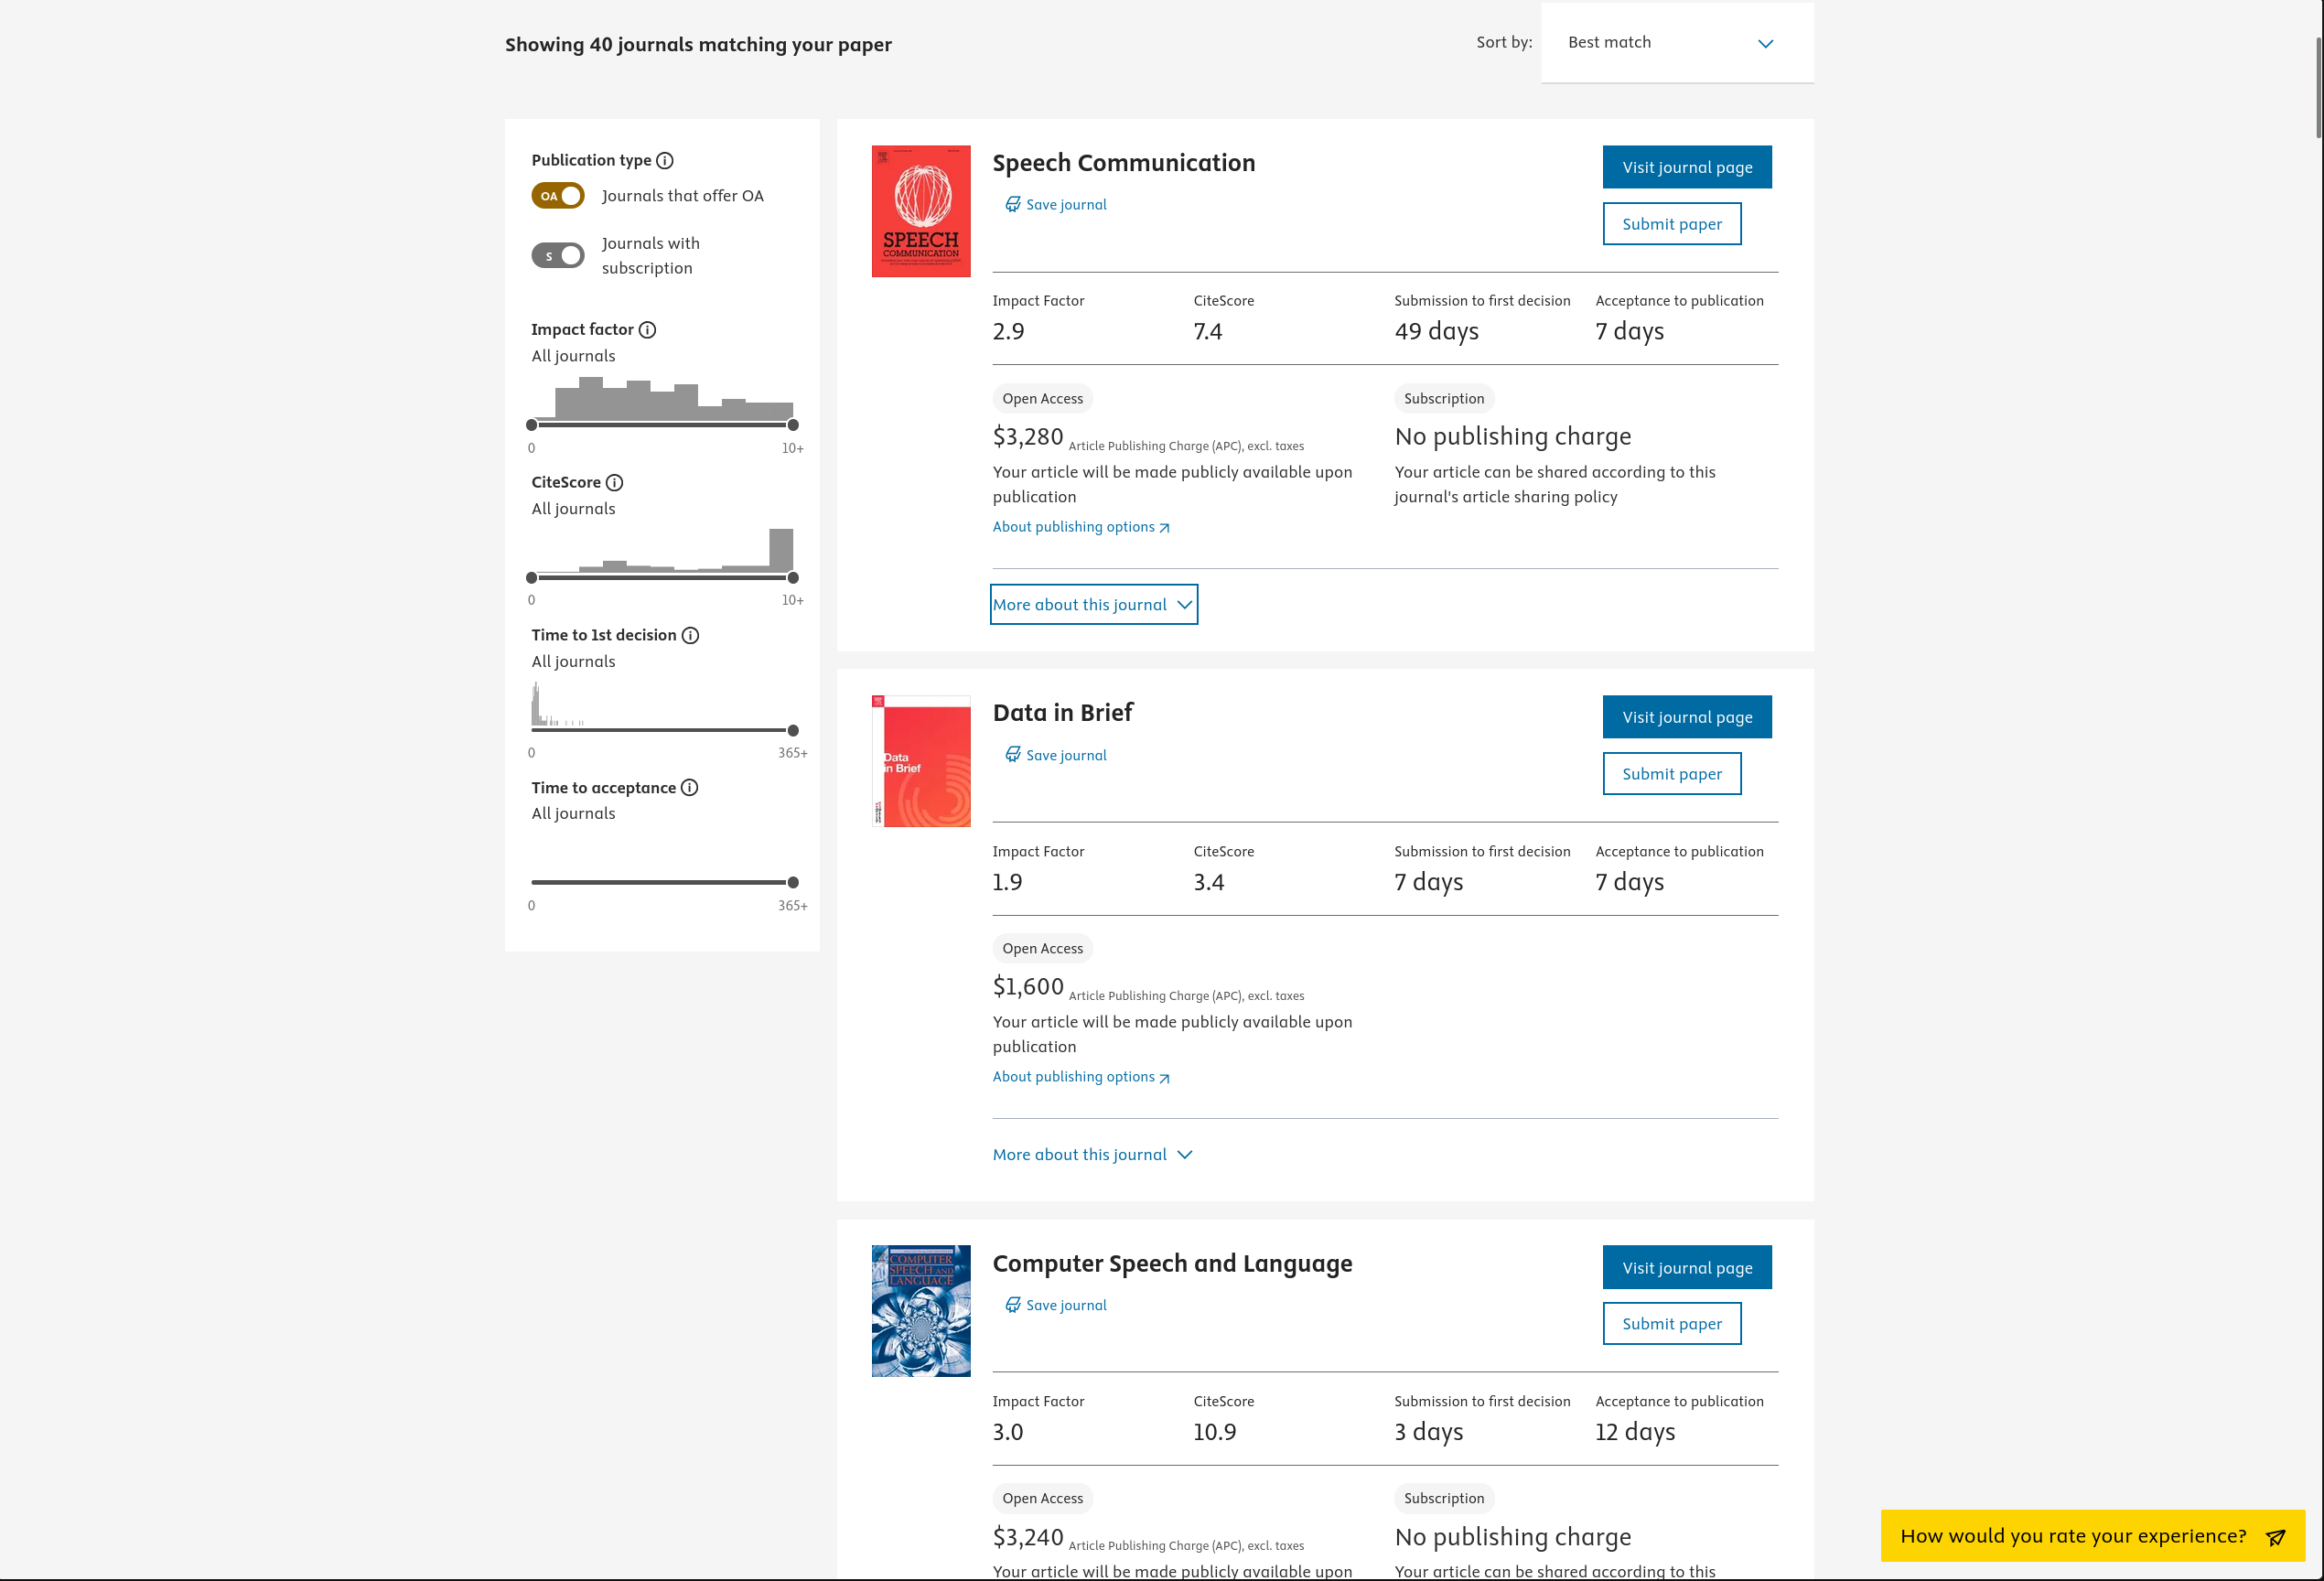 Showing 40 journals matching your paper
Sort by:
Best match
Publication type
OA
Journals that offer OA
S
Journals with
subscription
Impact factor
All journals
0
10+
CiteScore
All journals
0
10+
Time to 1st decision
All journals
0
365+
Time to acceptance
All journals
0
365+
SPEECH
COMMUNICATION
Speech Communication
Save journal
Visit journal page
Submit paper
Impact Factor
CiteScore
Submission to first decision
Acceptance to publication
2.9
7.4
49 days
7 days
Open Access
Subscription
$3,280 Article Publishing Charge (APC), excl. taxes
No publishing charge
Your article will be made publicly available upon
publication
Your article can be shared according to this
journal's article sharing policy
About publishing options
More about this journal
Data
in Brief
Data in Brief
Save journal
Visit journal page
Submit paper
Impact Factor
CiteScore
Submission to first decision
Acceptance to publication
1.9
3.4
7 days
7 days
Open Access
$1,600 Article Publishing Charge (APC), excl. taxes
Your article will be made publicly available upon
publication
About publishing options
More about this journal
COMPUTER
SPEECH AND
LANGUAGE
Computer Speech and Language
Save journal
Visit journal page
Submit paper
Impact Factor
CiteScore
Submission to first decision
Acceptance to publication
3.0
10.9
3 days
12 days
Open Access
Subscription
$3,240 Article Publishing Charge (APC), excl. taxes
No publishing charge
Your article will be made publicly available upon
Your article can be shared according to this
How would you rate your experience?